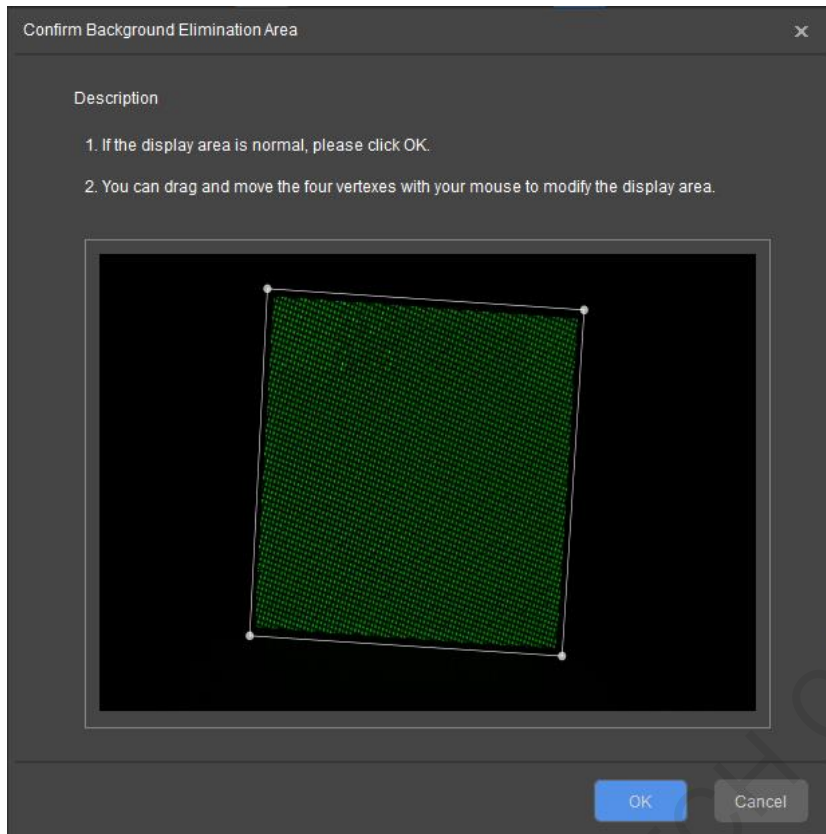 Confirm Background Elimination Area
Description
1. If the display area is normal, please click OK.
2. You can drag and move the four vertexes with your mouse to modify the display area.
OK
Cancel